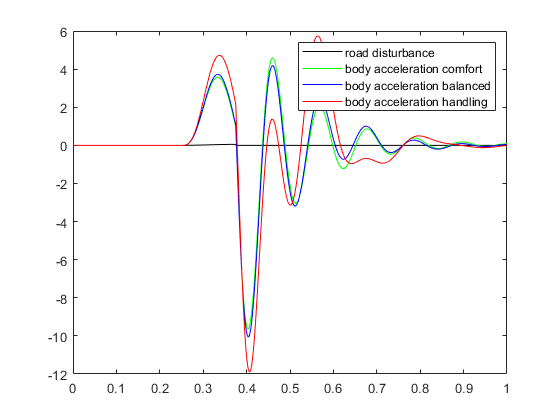 6
4
2
0
-2
-4
-6
-8
-10
-12
0 0.1 0.2 0.3 0.4 0.5 0.6 0.7 0.8 0.9 1
road disturbance
body acceleration comfort
body acceleration balanced
body acceleration handling